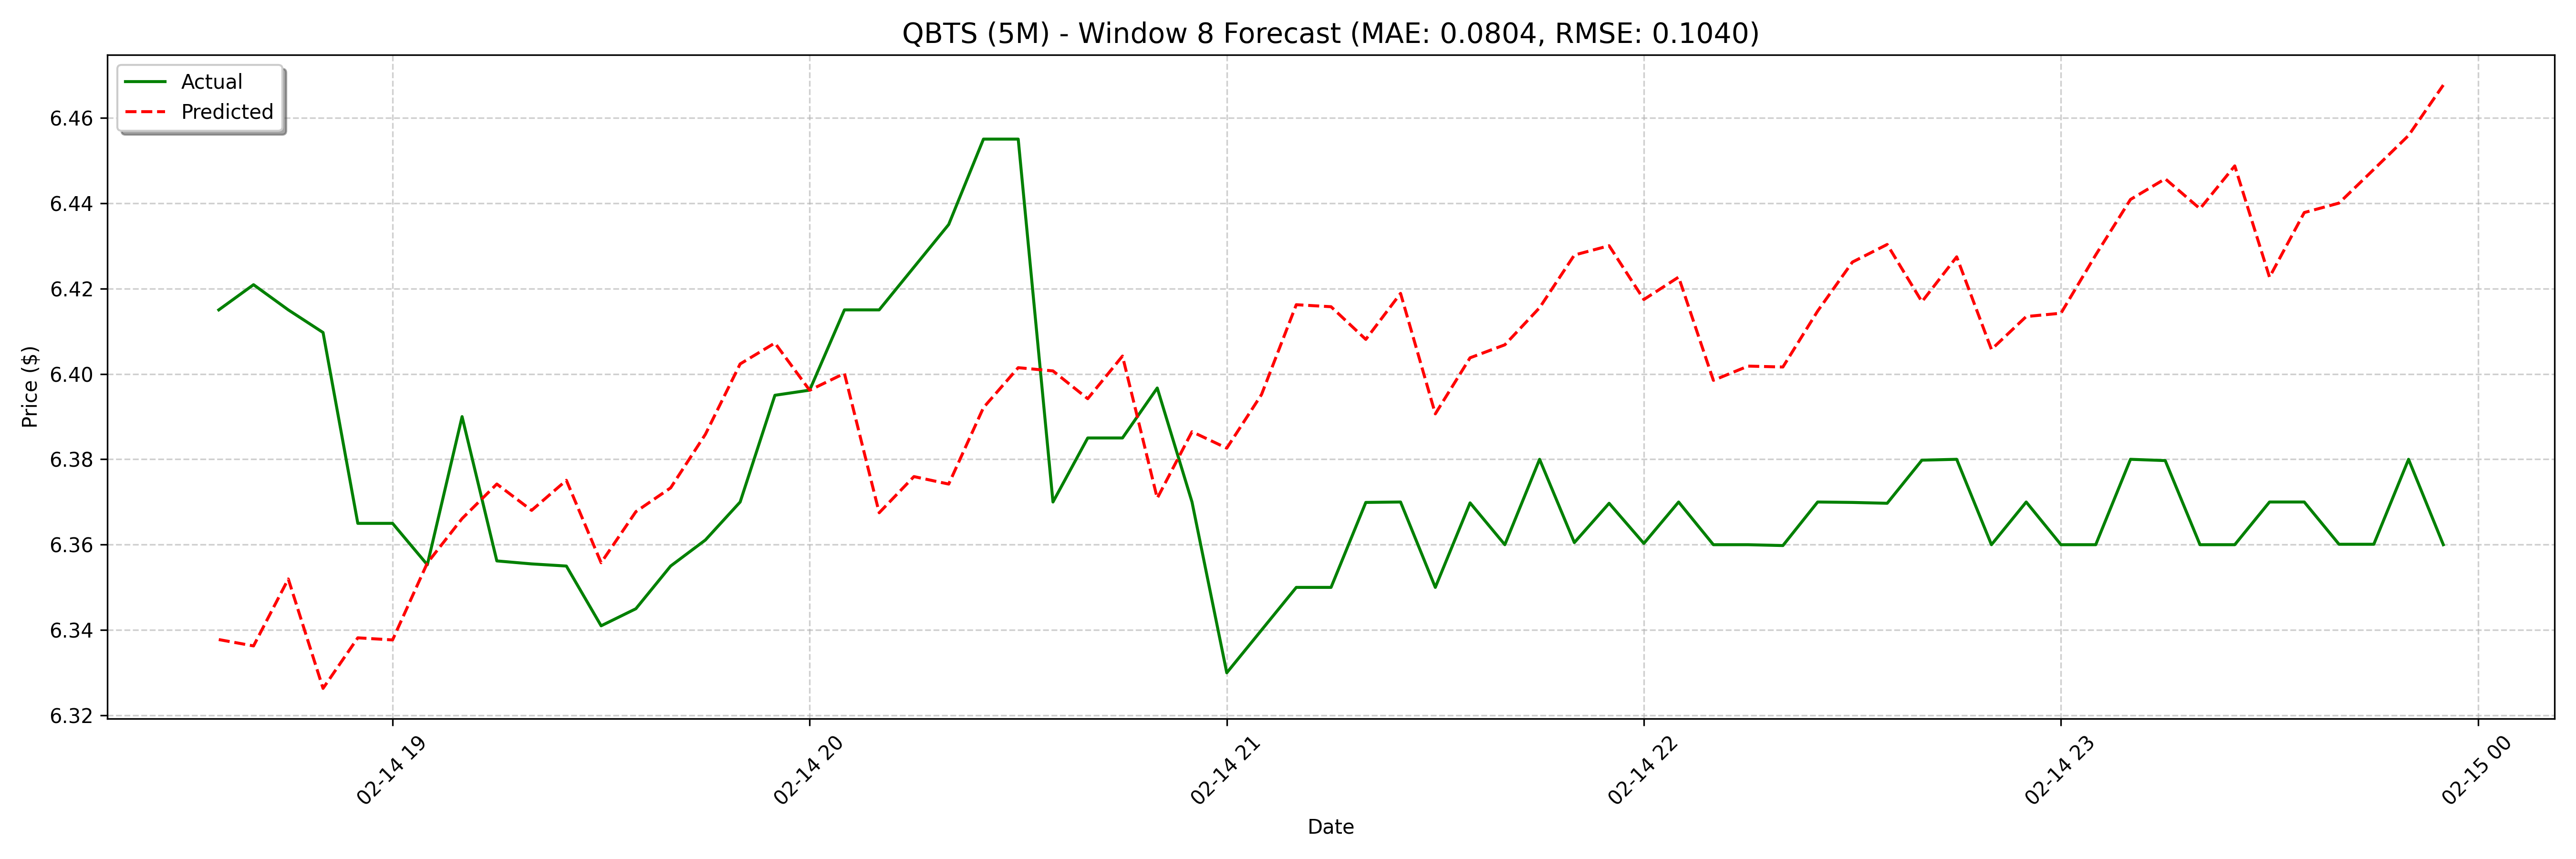 QBTS (5M) - Window 8 Forecast (MAE: 0.0804, RMSE: 0.1040)
Actual
Predicted
6.46
6.44
6.42
6.40
6.38
6.36
6.34
6.32
Price ($)
02-14 19
02-14 20
02-14 21
02-14 22
02-14 23
02-15 00
Date